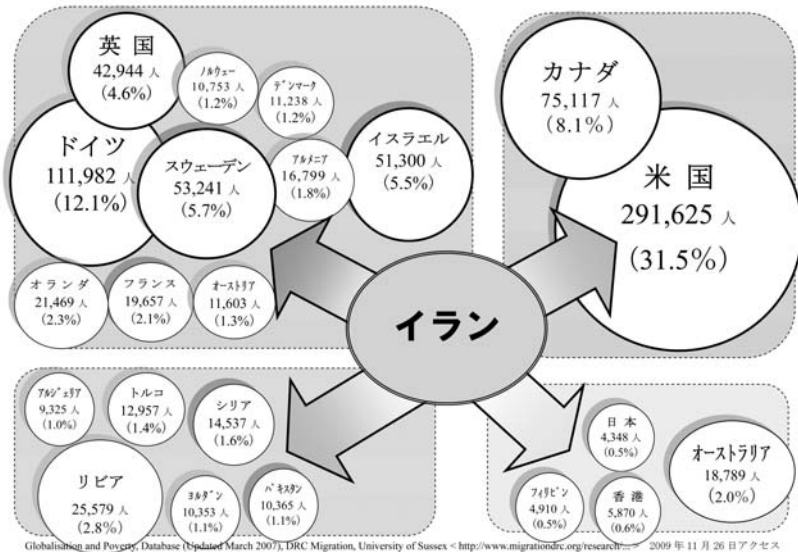 英 国
42,944 人
(4.6%)
ノルウェー
10,753 人
(1.2%)
デンマーク
11,238 人
(1.2%)
ドイツ
111,982 人
(12.1%)
スウェーデン
53,241 人
(5.7%)
アルメニア
16,799 人
(1.8%)
イスラエル
51,300 人
(5.5%)
オランダ
21,469 人
(2.3%)
フランス
19,657 人
(2.1%)
オーストリア
11,603 人
(1.3%)
カナダ
75,117 人
(8.1%)
米 国
291,625 人
(31.5%)
イラン
アルジェリア
9,325 人
(1.0%)
トルコ
12,957 人
(1.4%)
シリア
14,537 人
(1.6%)
リビア
25,579 人
(2.8%)
ヨルダン
10,353 人
(1.1%)
パキスタン
10,365 人
(1.1%)
日 本
4,348 人
(0.5%)
オーストラリア
18,789 人
(2.0%)
フィリピン
4,910 人
(0.5%)
香 港
5,870 人
(0.6%)
Globalisation and Poverty, Database (Updated March 2007), DRC Migration, University of Sussex < http://www.migrationdrc.org/research/...> 2009 年 11 月 26 日アクセス